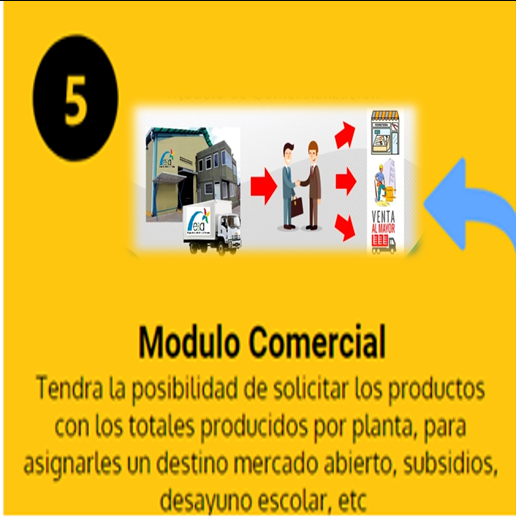 5
VENTA
AL MAYOR
Modulo Comercial
Tendra la posibilidad de solicitar los productos
con los totales producidos por planta, para
asignarles un destino mercado abierto, subsidios,
desayuno escolar, etc